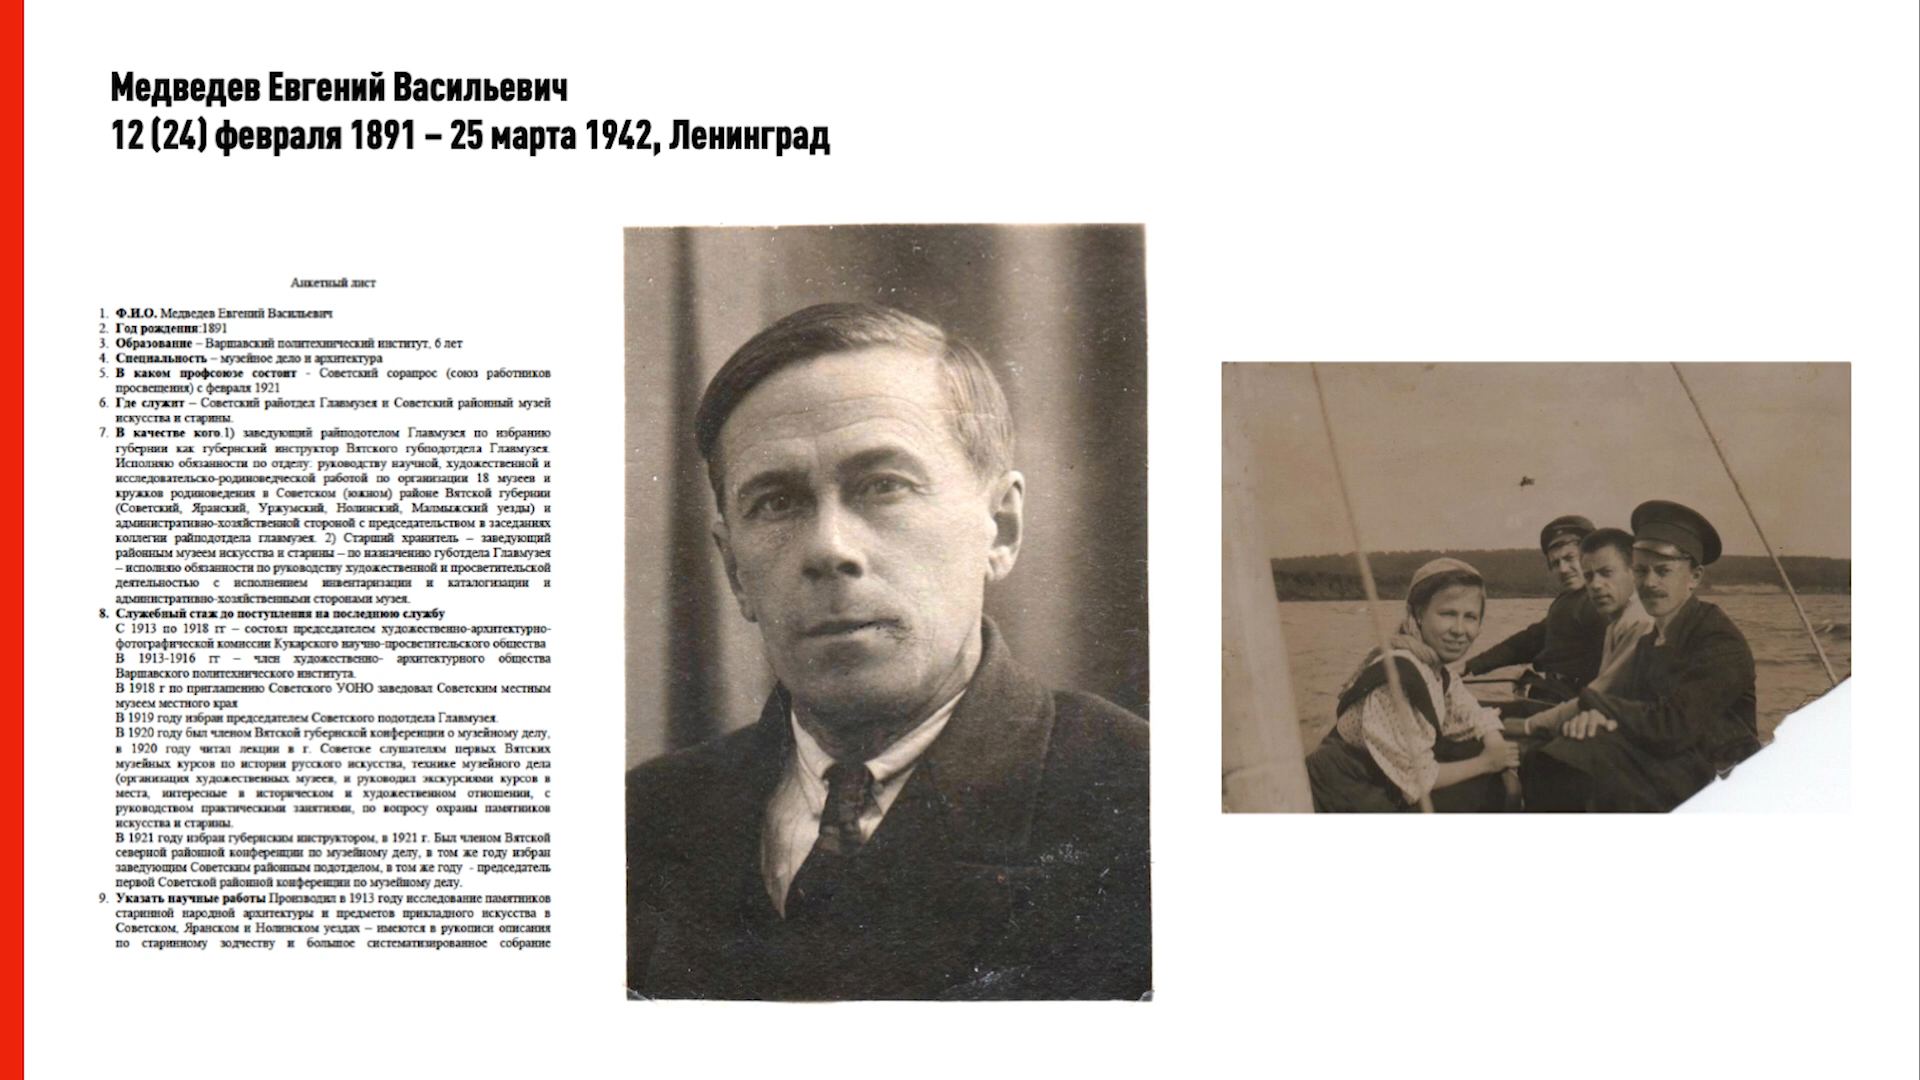 Медведев Евгений Васильевич
12 (24) февраля 1891 – 25 марта 1942, Ленинград
Анкетный лист
1. Ф.И.О. Медведев Евгений Васильевич
2. Год рождения:1891
3. Образование – Варшавский политехнический институт, 6 лет
4. Специальность – музейное дело и архитектура
5. В каком профсоюзе состоит - Советский сорапрос (союз работников
просвещения) с февраля 1921
6. Где служит – Советский райотдел Главмузея и Советский районный музей
искусства и старины.
7. В качестве кого.1) заведующий райподотелом Главмузея по избранию
губернии как губернский инструктор Вятского губподотдела Главмузея.
Исполняю обязанности по отделу: руководству научной, художественной и
исследовательско-родиноведческой работой по организации 18 музеев и
кружков родиноведения в Советском (южном) районе Вятской губернии
(Советский, Яранский, Уржумский, Нолинский, Малмыжский уезды) и
административно-хозяйственной стороной с председательством в заседаниях
коллегии райподотдела главмузея. 2) Старший хранитель – заведующий
районным музеем искусства и старины – по назначению губотдела Главмузея
– исполняю обязанности по руководству художественной и просветительской
деятельностью с исполнением инвентаризации и каталогизации и
административно-хозяйственными сторонами музея.
8. Служебный стаж до поступления на последнюю службу
С 1913 по 1918 гг – состоял председателем художественно-архитектурно-
фотографической комиссии Кукарского научно-просветительского общества
В 1913-1916 гг – член художественно- архитектурного общества
Варшавского политехнического института.
В 1918 г по приглашению Советского УОНО заведовал Советским местным
музеем местного края
В 1919 году избран председателем Советского подотдела Главмузея.
В 1920 году был членом Вятской губернской конференции о музейному делу,
в 1920 году читал лекции в г. Советске слушателям первых Вятских
музейных курсов по истории русского искусства, технике музейного дела
(организация художественных музеев, и руководил экскурсиями курсов в
места, интересные в историческом и художественном отношении, с
руководством практическими занятиями, по вопросу охраны памятников
искусства и старины.
В 1921 году избран губернским инструктором, в 1921 г. Был членом Вятской
северной районной конференции по музейному делу, в том же году избран
заведующим Советским районным подотделом, в том же году - председатель
первой Советской районной конференции по музейному делу.
9. Указать научные работы Производил в 1913 году исследование памятников
старинной народной архитектуры и предметов прикладного искусства в
Советском, Яранском и Нолинском уездах – имеются в рукописи описания
по старинному зодчеству и большое систематизированное собрание